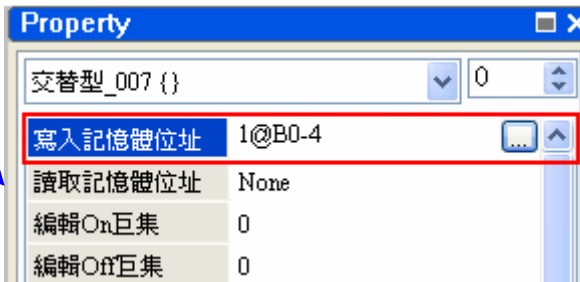 Property
交替型_007 {} 0
寫入記憶體位址 1@B0-4 ...
讀取記憶體位址 None
編輯On巨集 0
編輯Off巨集 0